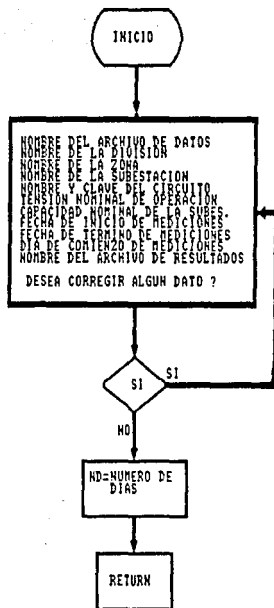 INICIO
NOMBRE DEL ARCHIVO DE DATOS
NOMBRE DE LA DIVISION
NOMBRE DE LA ZONA
NOMBRE DE LA SUBESTACION
NOMBRE Y CLAVE DEL CIRCUITO
TENSION NOMINAL DE OPERACION
CAPACIDAD NOMINAL DE LA SUBES.
FECHA DE INICIO DE MEDICIONES
FECHA DE TERMINO DE MEDICIONES
DIA DE COMIENZO DE MEDICIONES
NOMBRE DEL ARCHIVO DE RESULTADOS
DESEA CORREGIR ALGUN DATO ?
SI
SI
NO
ND=NUMERO DE
DIAS
RETURN